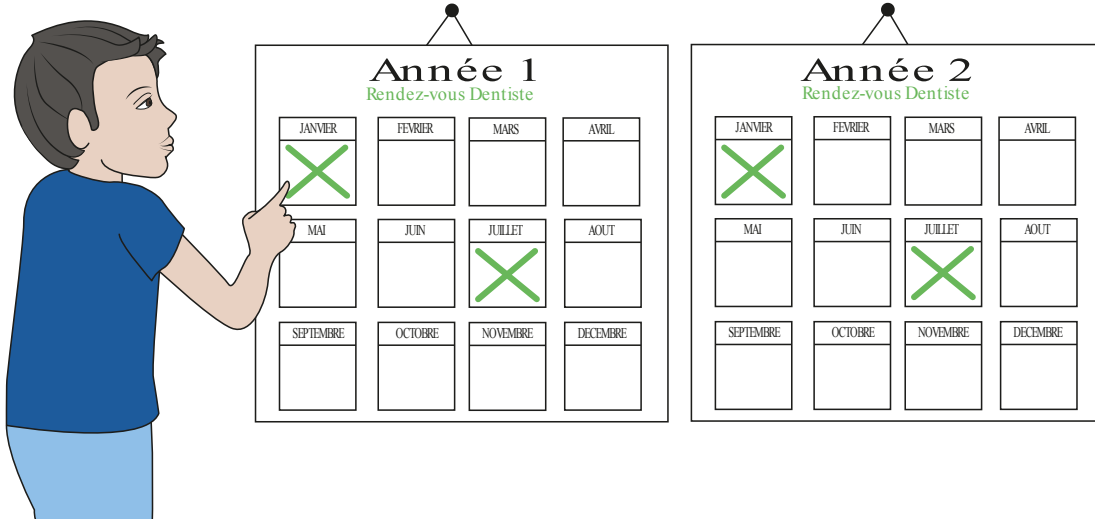 Année 1
Rendez-vous Dentiste
JANVIER FEVRIER MARS AVRIL
MAI JUIN JUILLET AOUT
SEPTEMBRE OCTOBRE NOVEMBRE DECEMBRE
Année 2
Rendez-vous Dentiste
JANVIER FEVRIER MARS AVRIL
MAI JUIN JUILLET AOUT
SEPTEMBRE OCTOBRE NOVEMBRE DECEMBRE